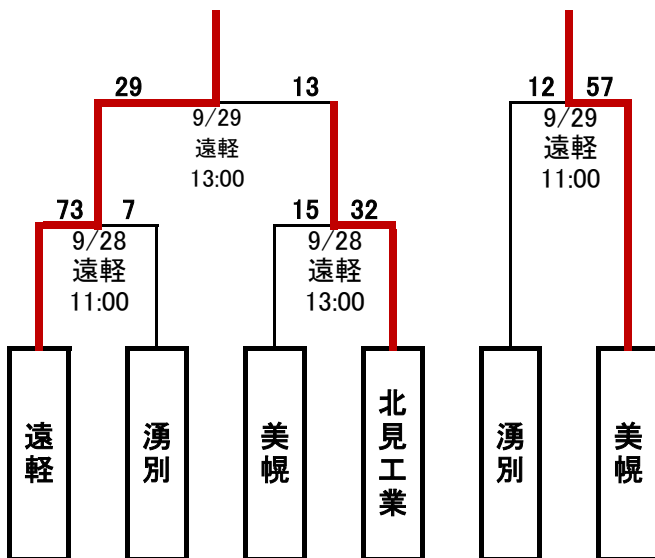 29 13 12 57
9/29
遠軽
13:00
9/29
遠軽
11:00
73 7 15 32
9/28
遠軽
11:00
9/28
遠軽
13:00
遠軽
湧別
美幌
北見工業
湧別
美幌